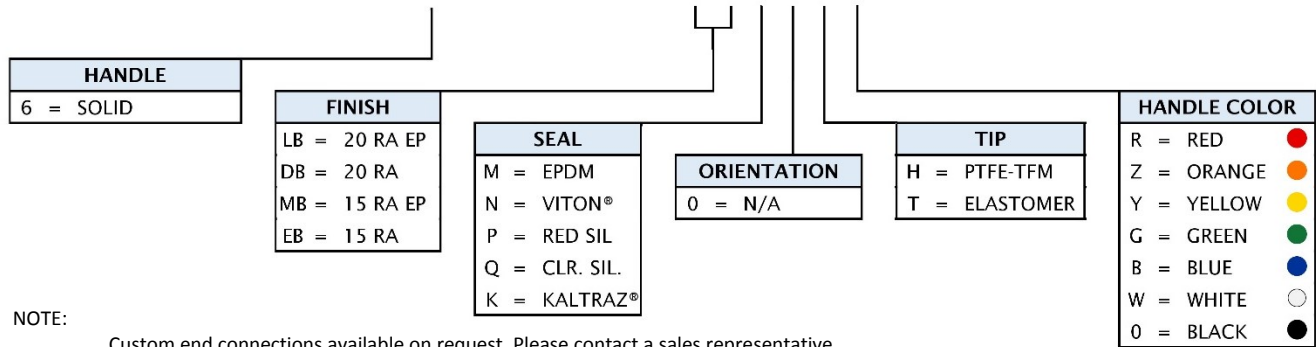 HANDLE
6 = SOLID
FINISH
LB = 20 RA EP
DB = 20 RA
MB = 15 RA EP
EB = 15 RA
SEAL
M = EPDM
N = VITON®
P = RED SIL
Q = CLR. SIL.
K = KALTRAZ®
ORIENTATION
0 = N/A
TIP
H = PTFE-TFM
T = ELASTOMER
HANDLE COLOR
R = RED
Z = ORANGE
Y = YELLOW
G = GREEN
B = BLUE
W = WHITE
0 = BLACK
NOTE:
Custom end connections available on request. Please contact a sales representative